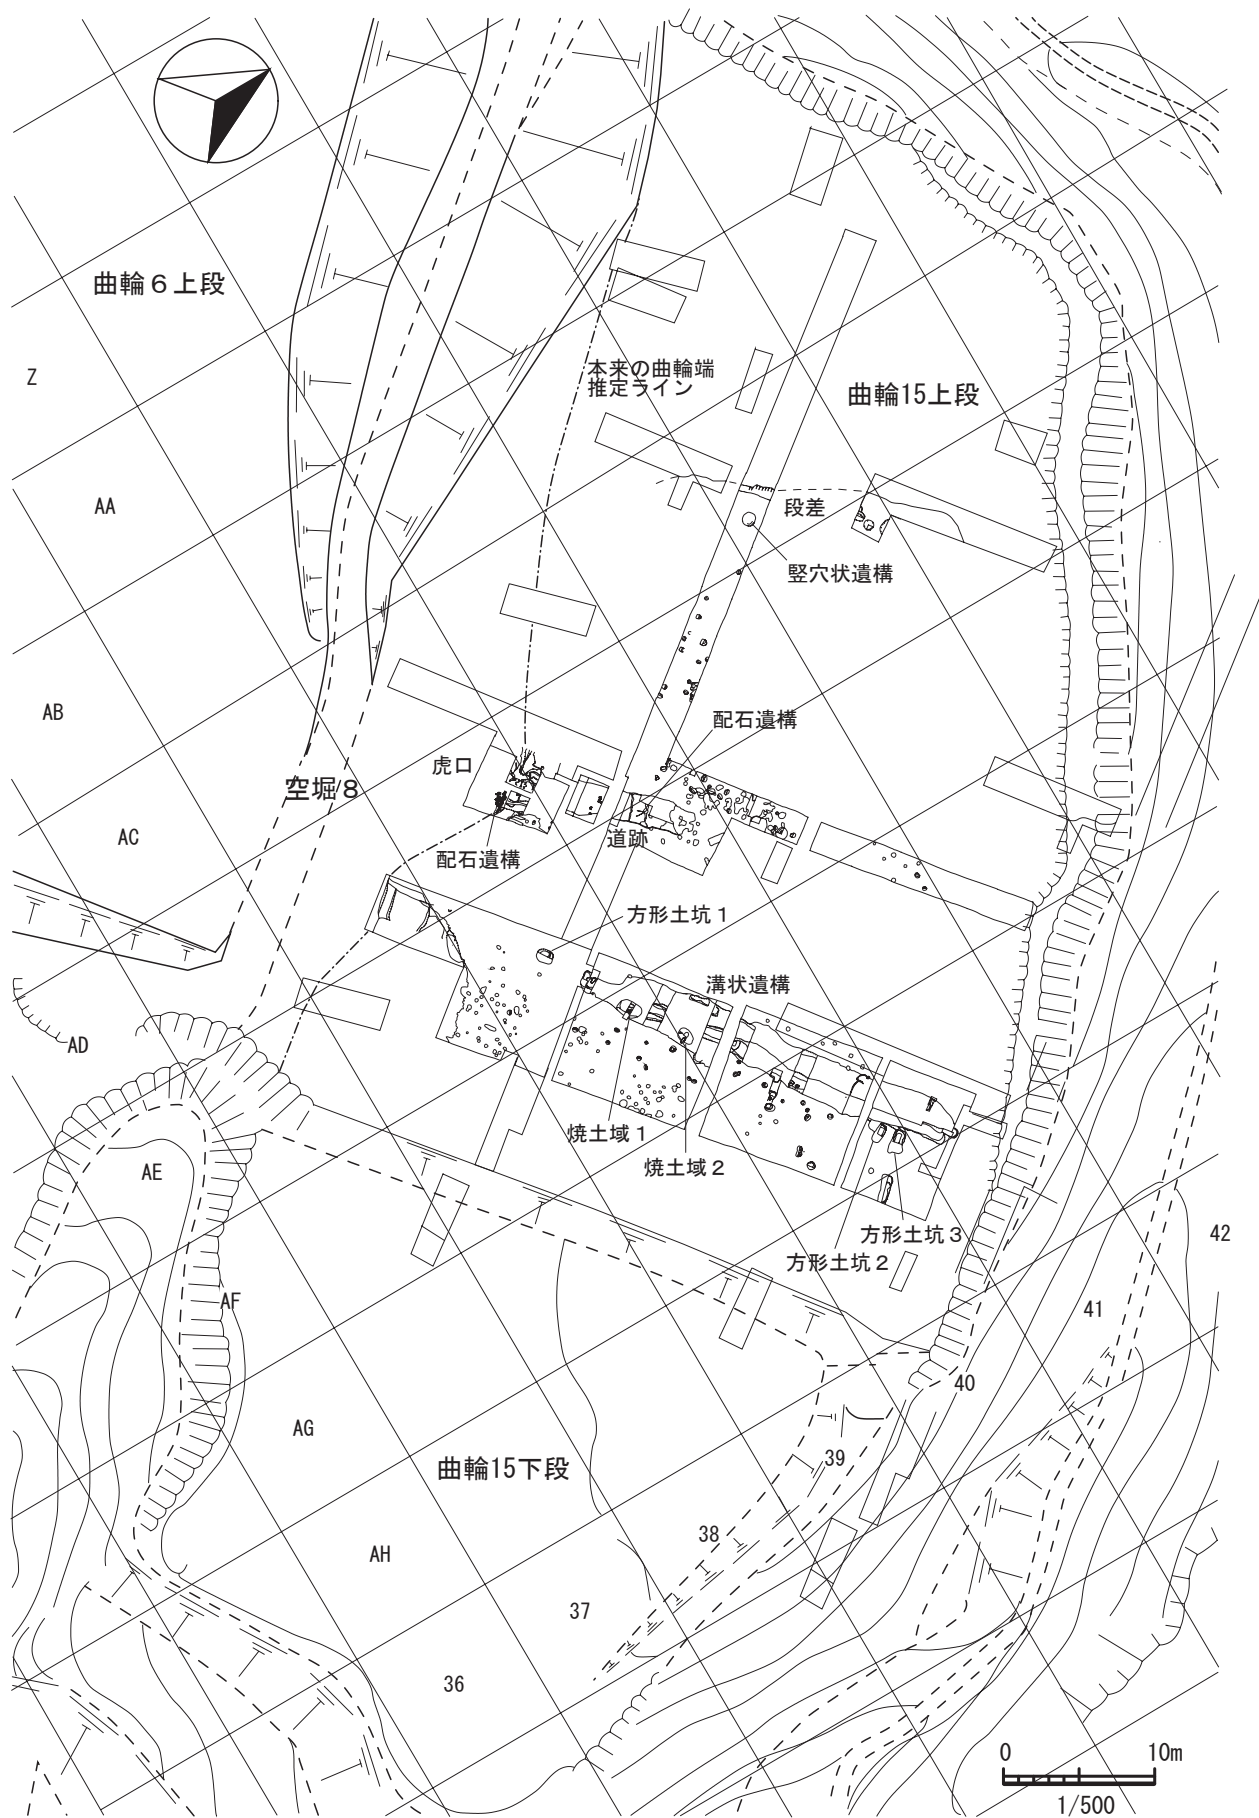 曲輪６上段
Z
本来の曲輪端
推定ライン
曲輪15上段
AA
段差
竪穴状遺構
AB
配石遺構
虎口
空堀８
AC
道跡
配石遺構
方形土坑１
溝状遺構
AD
焼土域１
焼土域２
AE
方形土坑３
方形土坑２
42
AF
41
40
AG
39
曲輪15下段
38
AH
37
36
0 10m
1/500